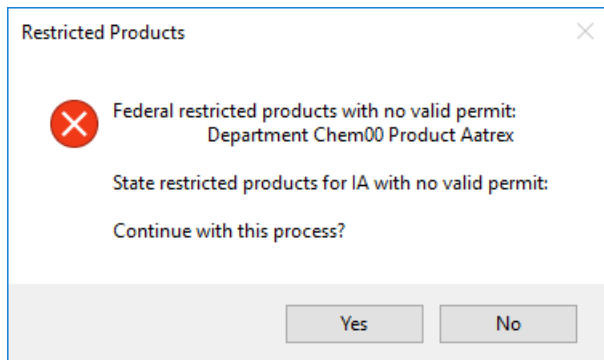 Restricted Products
Federal restricted products with no valid permit:
Department Chem00 Product Aatrex
State restricted products for IA with no valid permit:
Continue with this process?
Yes
No